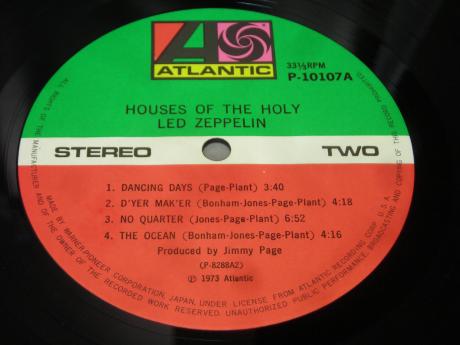 ATLANTIC
33⅓RPM
P-10107A
HOUSES OF THE HOLY
LED ZEPPELIN
STEREO TWO
1. DANCING DAYS (Page-Plant) 3:40
2. D'YER MAK'ER (Bonham-Jones-Page-Plant) 4:18
3. NO QUARTER (Jones-Page-Plant) 6:52
4. THE OCEAN (Bonham-Jones-Page-Plant) 4:16
Produced by Jimmy Page
(P-8288A2)
℗ 1973 Atlantic
MADE BY WARNER-PIONEER CORPORATION, JAPAN, UNDER LICENSE FROM ATLANTIC RECORDING CORP. U.S.A.
ALL RIGHTS OF THE MANUFACTURER AND OF THE OWNER OF THE RECORDED WORK RESERVED. UNAUTHORIZED PUBLIC PERFORMANCE, BROADCASTING AND COPYING OF THIS RECORD PROHIBITED.